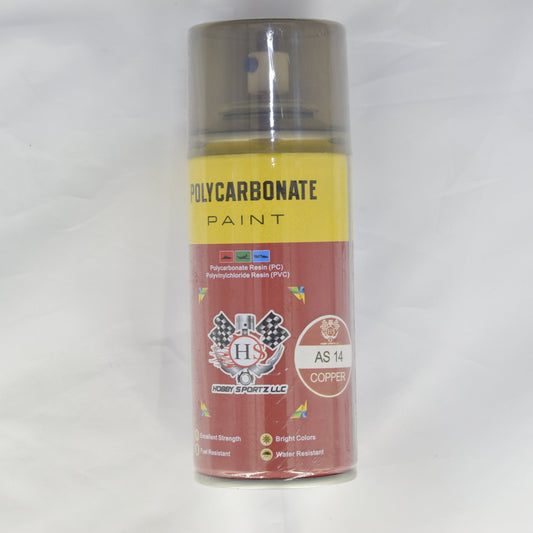 POLYCARBONATE
PAINT
Polycarbonate Resin (PC)
Polyvinylchloride Resin (PVC)
HS
HOBBY SPORTZ LLC
AS 14
COPPER
Excellent Strength
Bright Colors
Fuel Resistant
Water Resistant